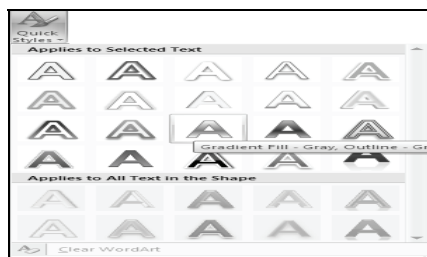 Quick
Styles
Applies to Selected Text
Gradient Fill - Gray, Outline - Gr
Applies to All Text in the Shape
Clear WordArt